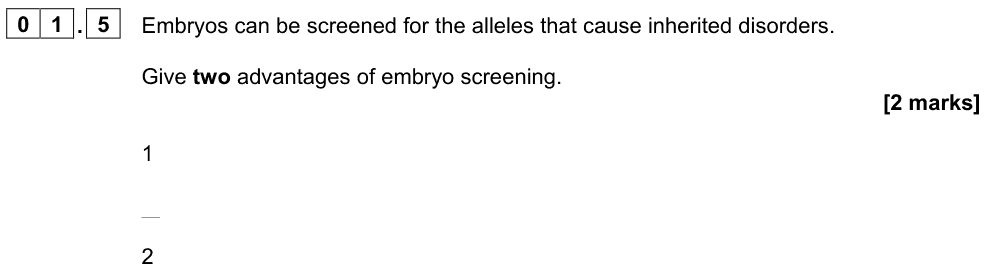 0 1 . 5 Embryos can be screened for the alleles that cause inherited disorders.
Give two advantages of embryo screening.
[2 marks]
1
2